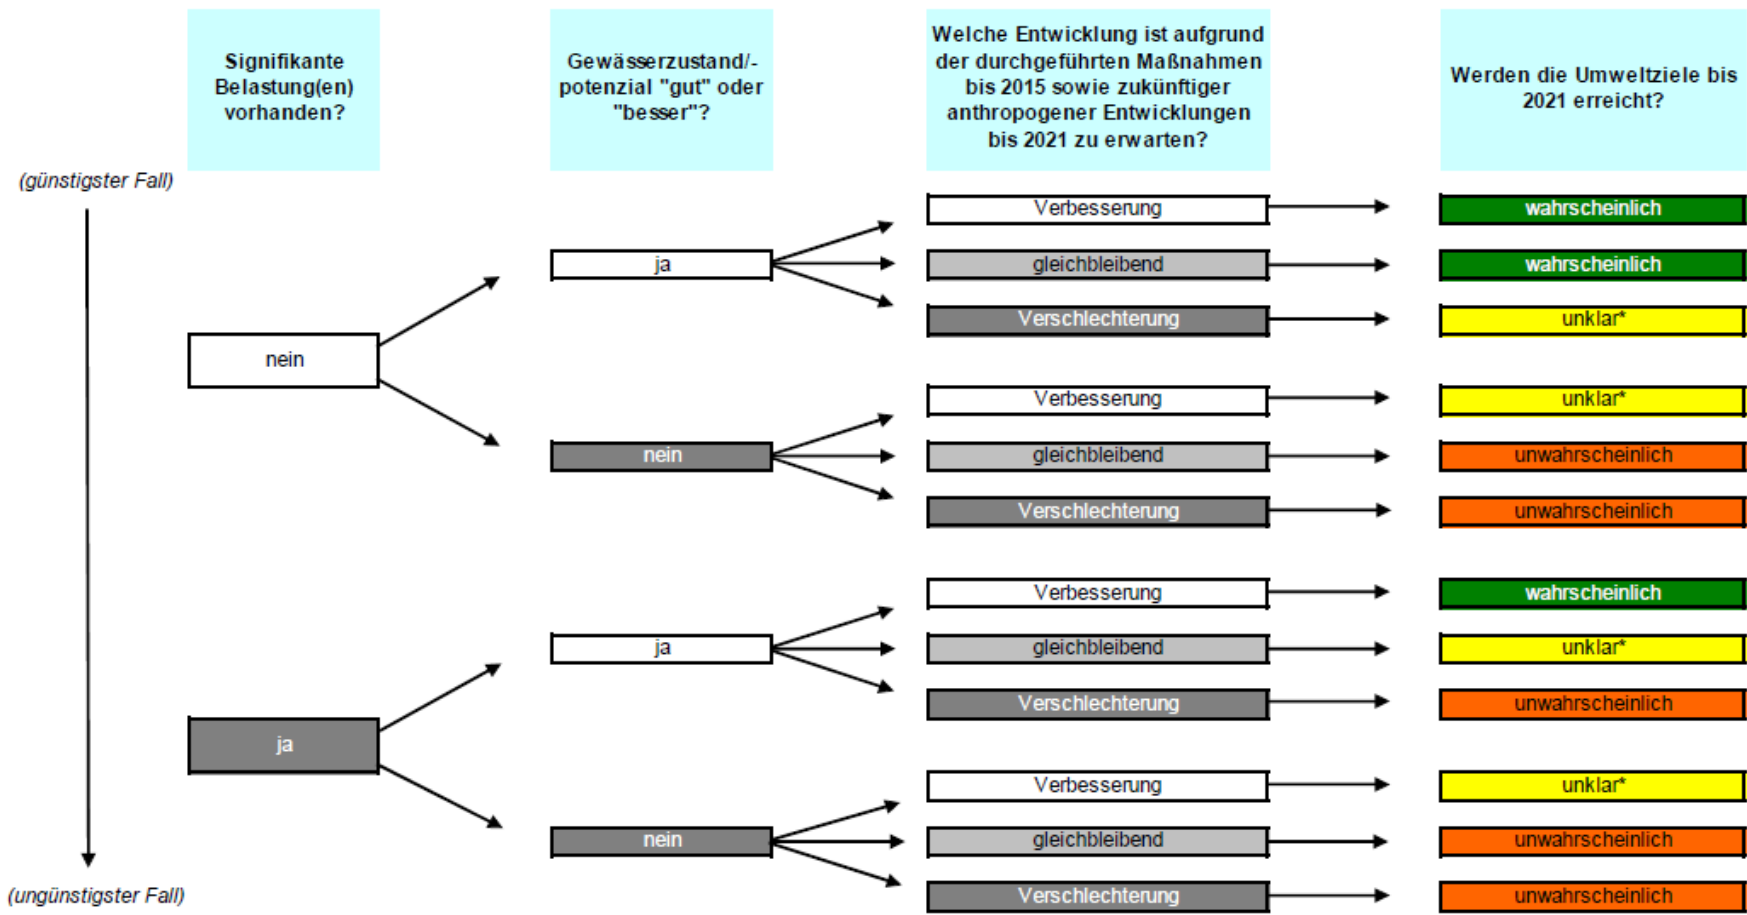 Signifikante
Belastung(en)
vorhanden?
Gewässerzustand/-
potenzial "gut" oder
"besser"?
Welche Entwicklung ist aufgrund
der durchgeführten Maßnahmen
bis 2015 sowie zukünftiger
anthropogener Entwicklungen
bis 2021 zu erwarten?
Werden die Umweltziele bis
2021 erreicht?
(günstigster Fall)
nein
ja
Verbesserung
wahrscheinlich
gleichbleibend
wahrscheinlich
Verschlechterung
unklar*
nein
Verbesserung
unklar*
gleichbleibend
unwahrscheinlich
Verschlechterung
unwahrscheinlich
ja
ja
Verbesserung
wahrscheinlich
gleichbleibend
unklar*
Verschlechterung
unwahrscheinlich
nein
Verbesserung
unklar*
gleichbleibend
unwahrscheinlich
Verschlechterung
unwahrscheinlich
(ungünstigster Fall)